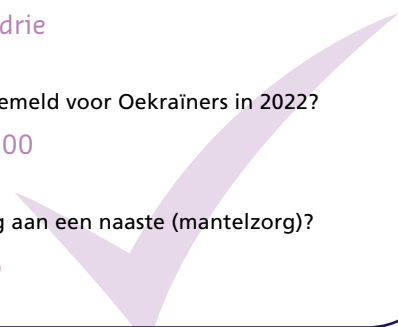 drie
emeld voor Oekraïners in 2022?
00
g aan een naaste (mantelzorg)?